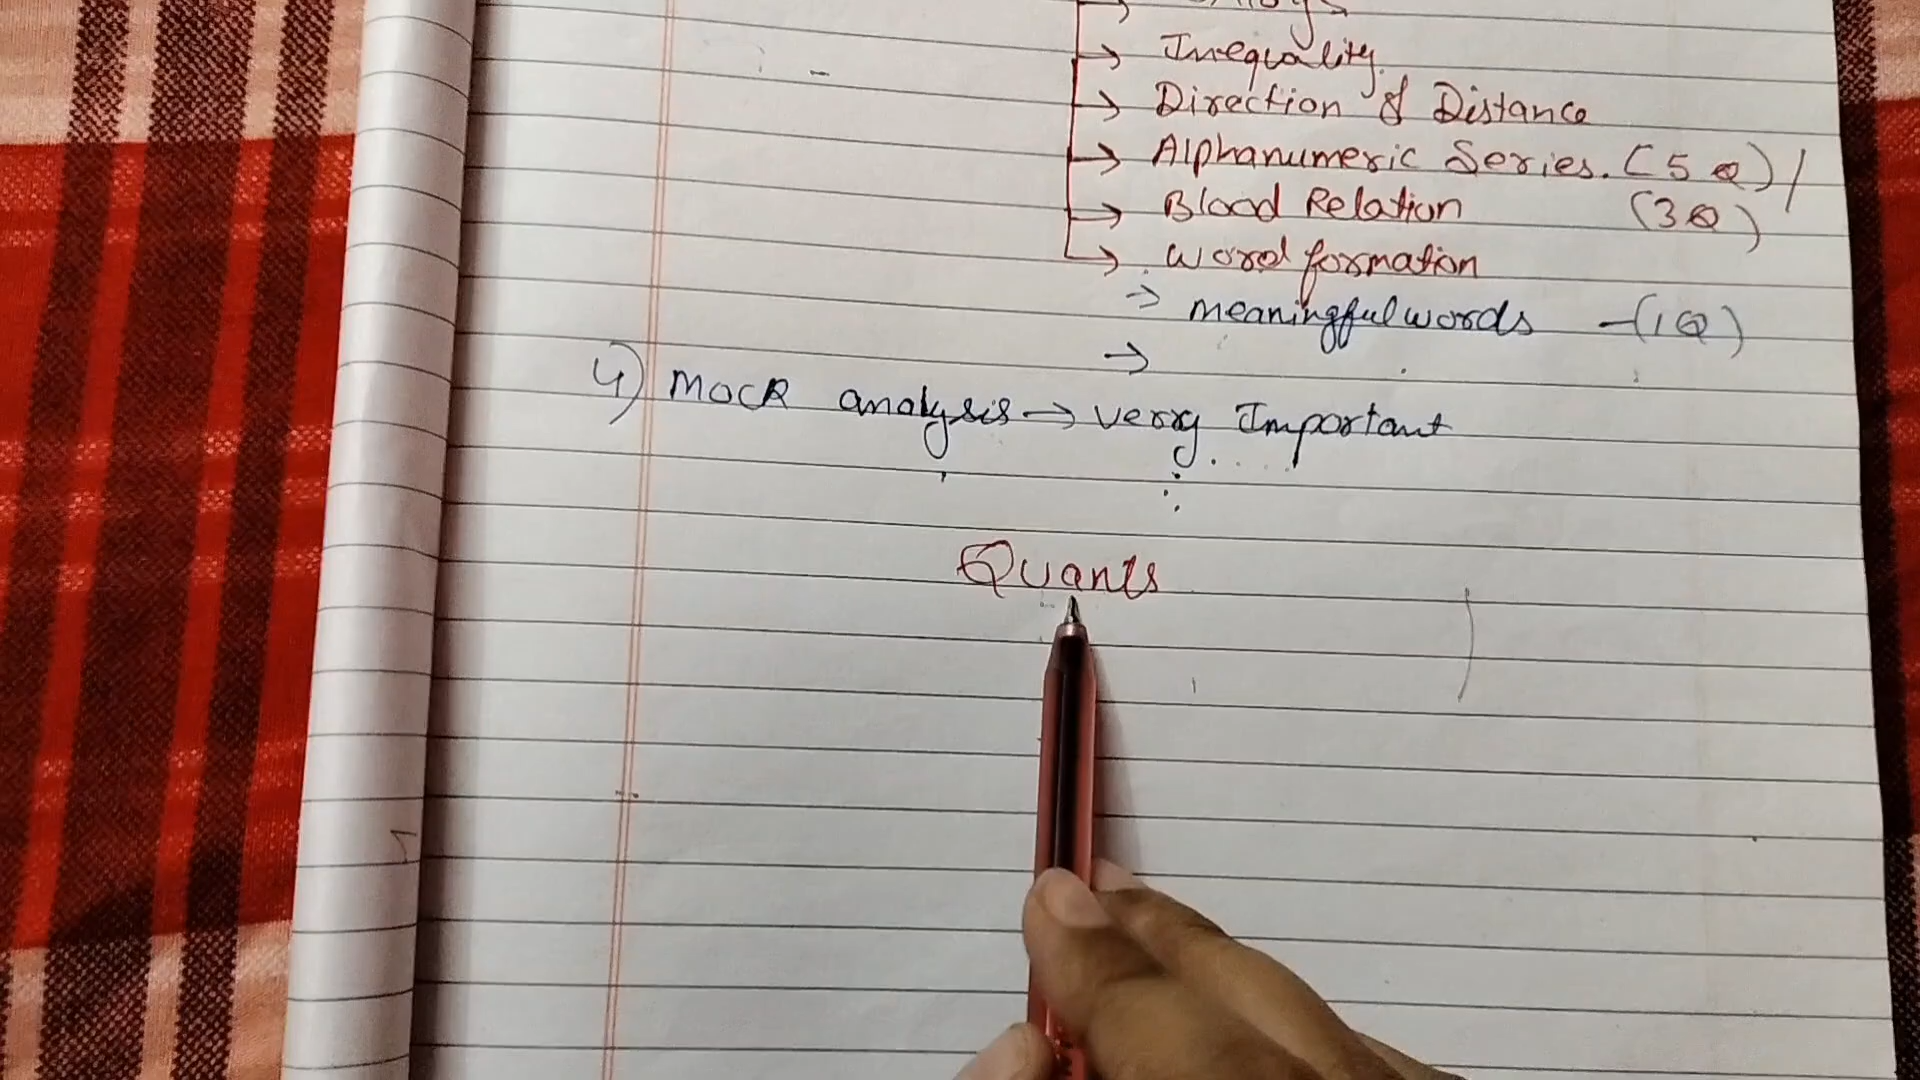 → Inequality.
→ Direction & Distance
→ Alphanumeric Series. (5 Q) /
→ Blood Relation (3Q)
→ word formation
→ meaningful words - (1Q)
→
4) Mock analysis → very Important
Quants